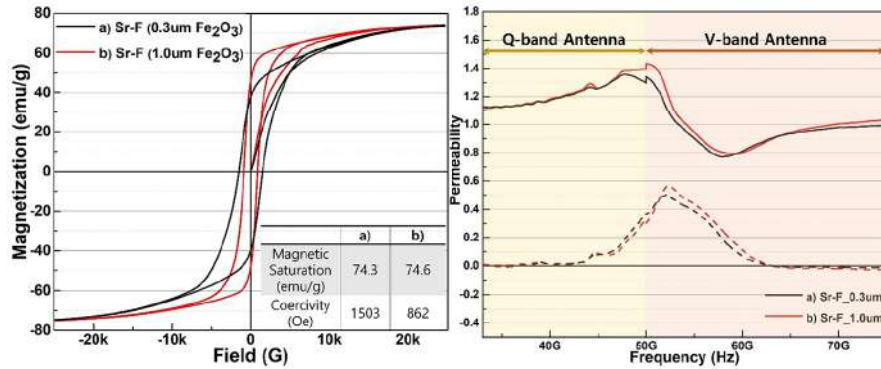 80
60
40
20
0
-20
-40
-60
-80
Magnetization (emu/g)
a) Sr-F (0.3um Fe₂O₃)
b) Sr-F (1.0um Fe₂O₃)
a) b)
Magnetic Saturation (emu/g) 74.3 74.6
Coercivity (Oe) 1503 862
-20k -10k 0 10k 20k
Field (G)
Q-band Antenna V-band Antenna
1.8
1.6
1.4
1.2
1.0
0.8
0.6
0.4
0.2
0.0
-0.2
-0.4
Permeability
a) Sr-F_0.3um
b) Sr-F_1.0um
40G 50G 60G 70G
Frequency (Hz)